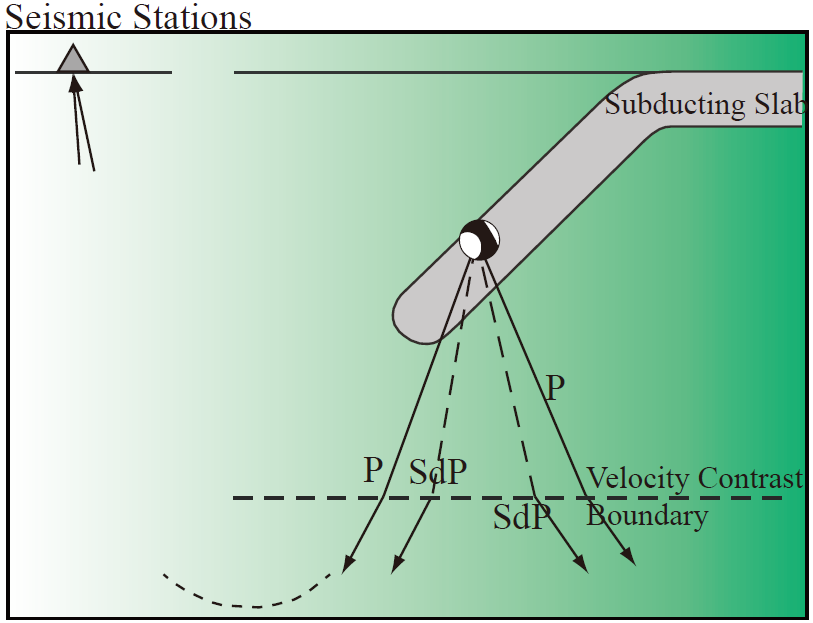 Seismic Stations
Subducting Slab
P
P
SdP
Velocity Contrast
SdP
Boundary